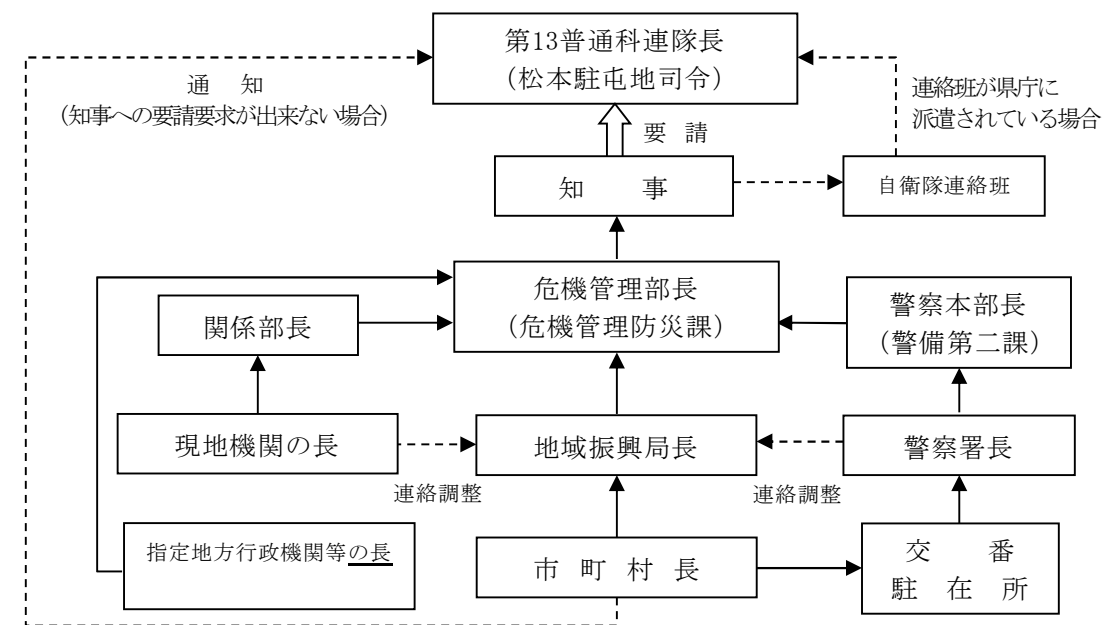 第13普通科連隊長
(松本駐屯地司令)
通 知
(知事への要請要求が出来ない場合)
連絡班が県庁に
派遣されている場合
要 請
知 事
自衛隊連絡班
危機管理部長
(危機管理防災課)
関係部長
警察本部長
(警備第二課)
現地機関の長
地域振興局長
警察署長
連絡調整
連絡調整
指定地方行政機関等の長
市 町 村 長
交 番
駐 在 所